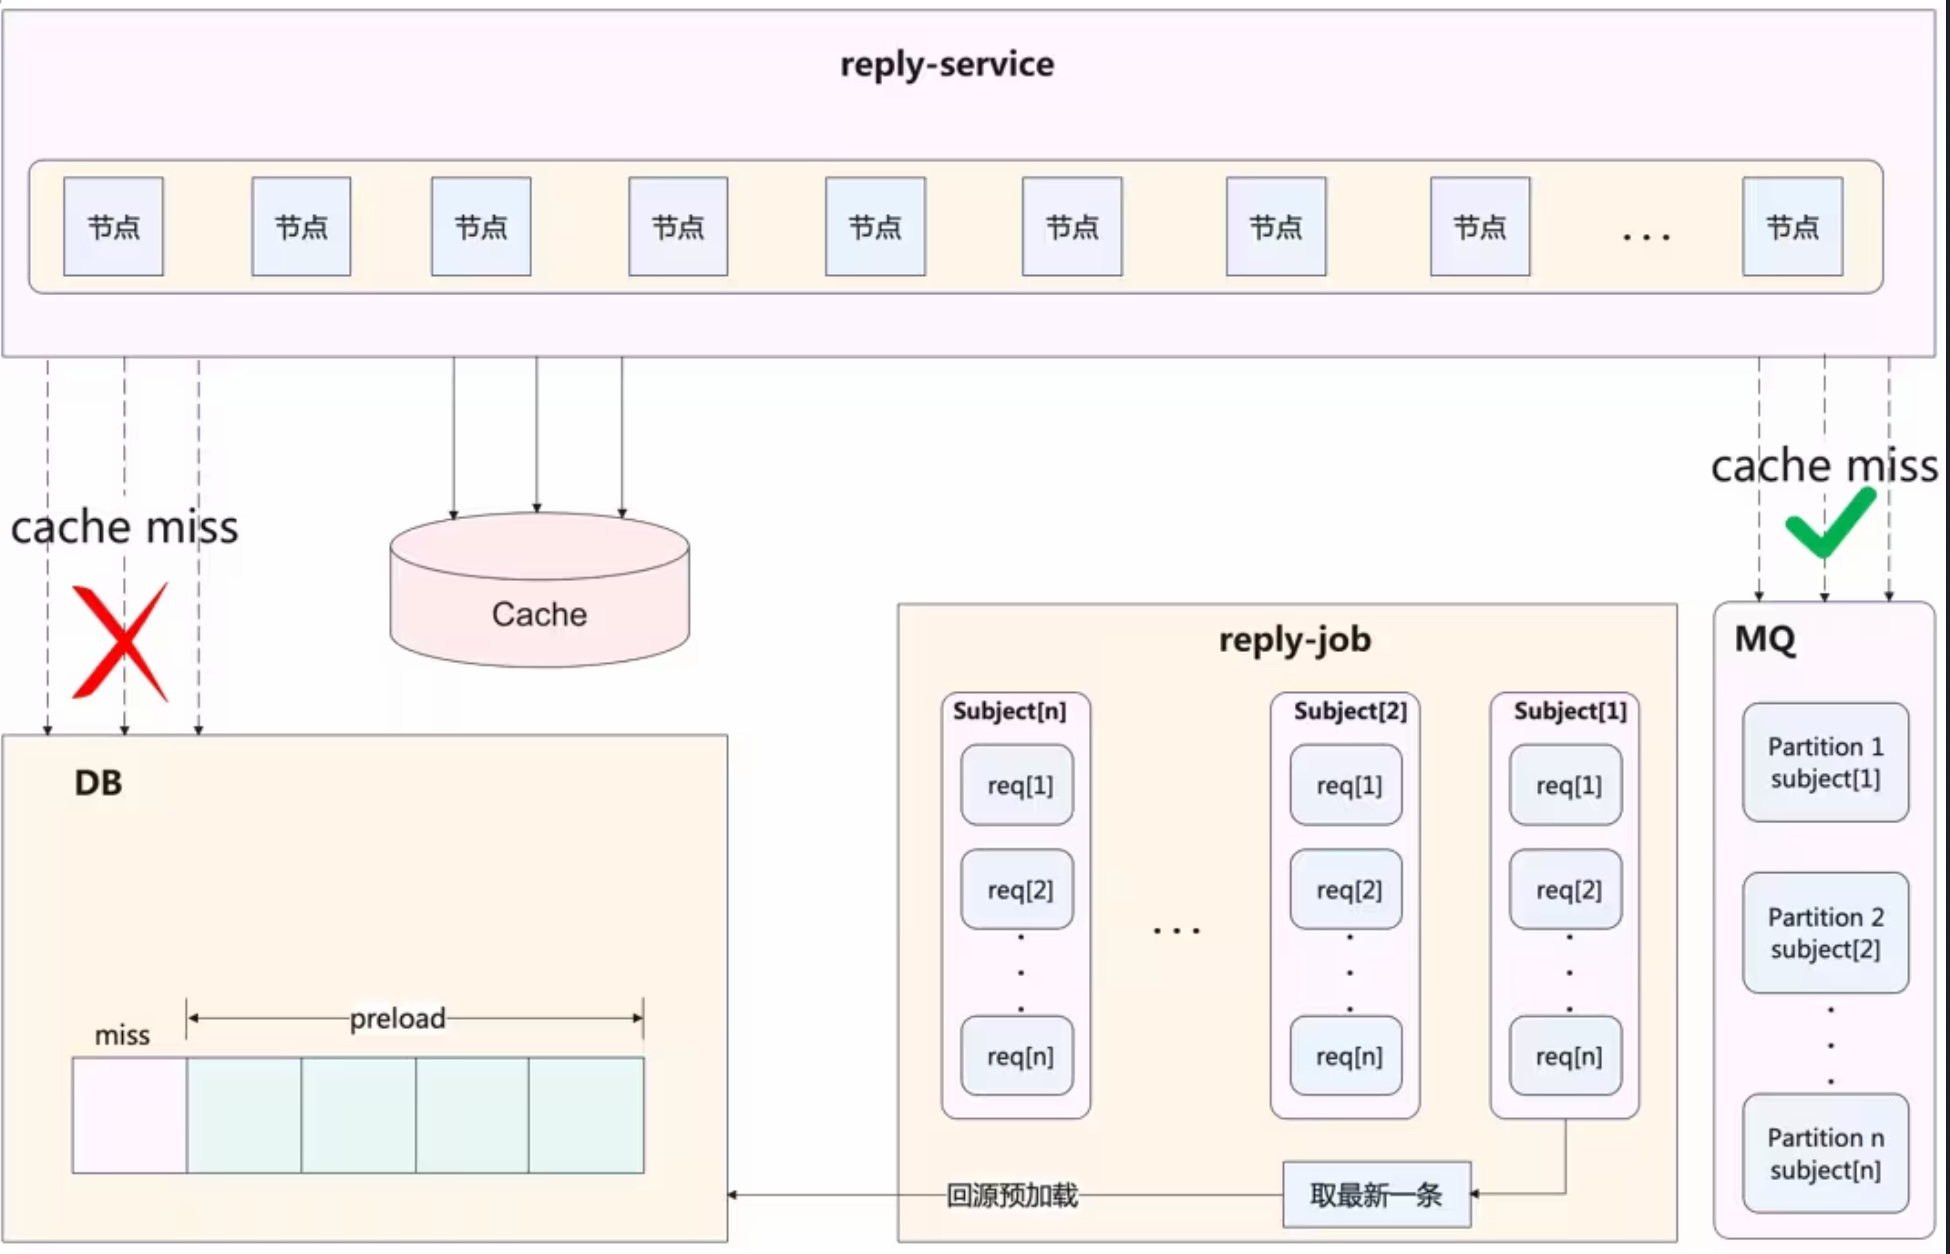 reply-service
节点
节点
节点
节点
节点
节点
节点
节点
...
节点
cache miss
Cache
cache miss
DB
miss
preload
reply-job
Subject[n]
req[1]
req[2]
req[n]
...
Subject[2]
req[1]
req[2]
req[n]
Subject[1]
req[1]
req[2]
req[n]
回源预加载
取最新一条
MQ
Partition 1
subject[1]
Partition 2
subject[2]
Partition n
subject[n]